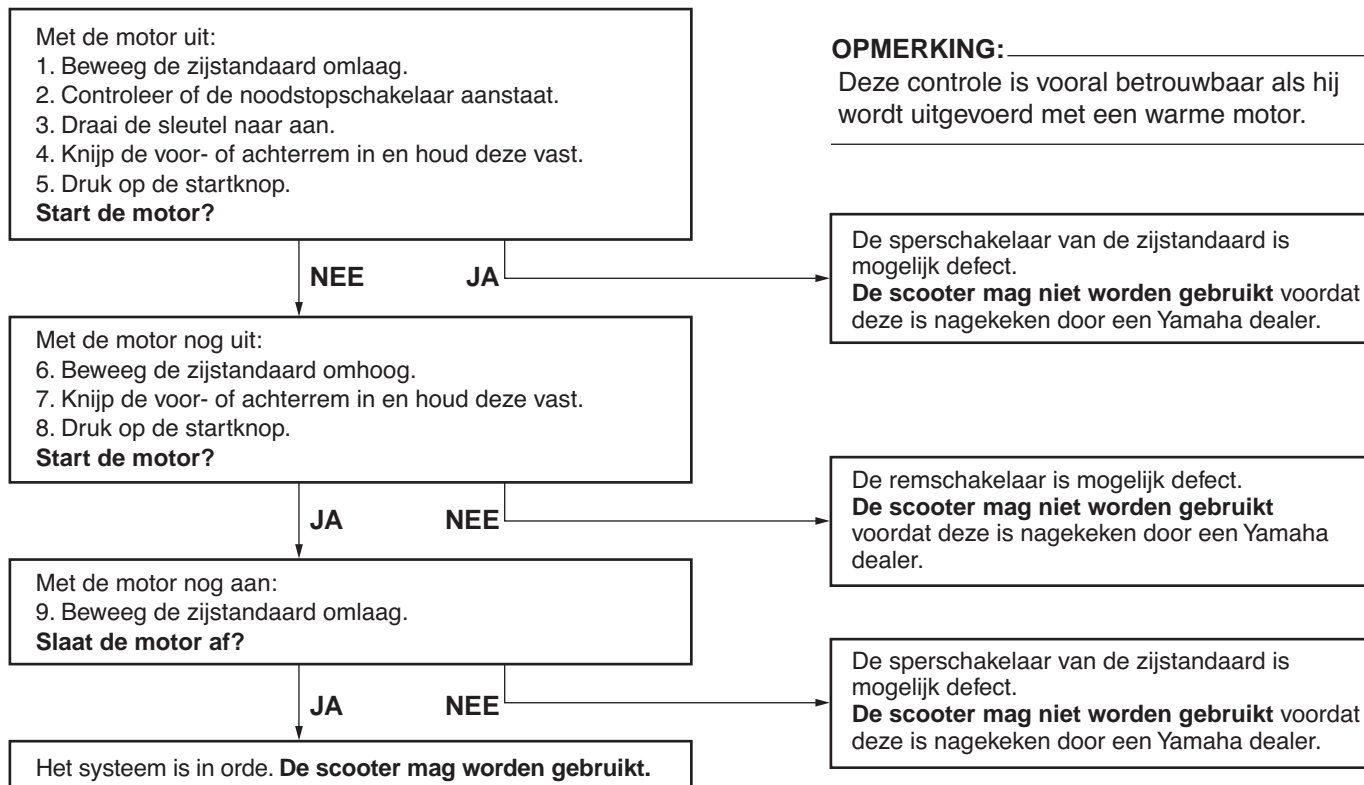 Met de motor uit:
1. Beweeg de zijstandaard omlaag.
2. Controleer of de noodstopschakelaar aanstaat.
3. Draai de sleutel naar aan.
4. Knijp de voor- of achterrem in en houd deze vast.
5. Druk op de startknop.
Start de motor?
OPMERKING:
Deze controle is vooral betrouwbaar als hij
wordt uitgevoerd met een warme motor.
NEE
JA
De sperschakelaar van de zijstandaard is
mogelijk defect.
De scooter mag niet worden gebruikt voordat
deze is nagekeken door een Yamaha dealer.
Met de motor nog uit:
6. Beweeg de zijstandaard omhoog.
7. Knijp de voor- of achterrem in en houd deze vast.
8. Druk op de startknop.
Start de motor?
JA
NEE
De remschakelaar is mogelijk defect.
De scooter mag niet worden gebruikt
voordat deze is nagekeken door een Yamaha
dealer.
Met de motor nog aan:
9. Beweeg de zijstandaard omlaag.
Slaat de motor af?
JA
NEE
De sperschakelaar van de zijstandaard is
mogelijk defect.
De scooter mag niet worden gebruikt voordat
deze is nagekeken door een Yamaha dealer.
Het systeem is in orde. De scooter mag worden gebruikt.